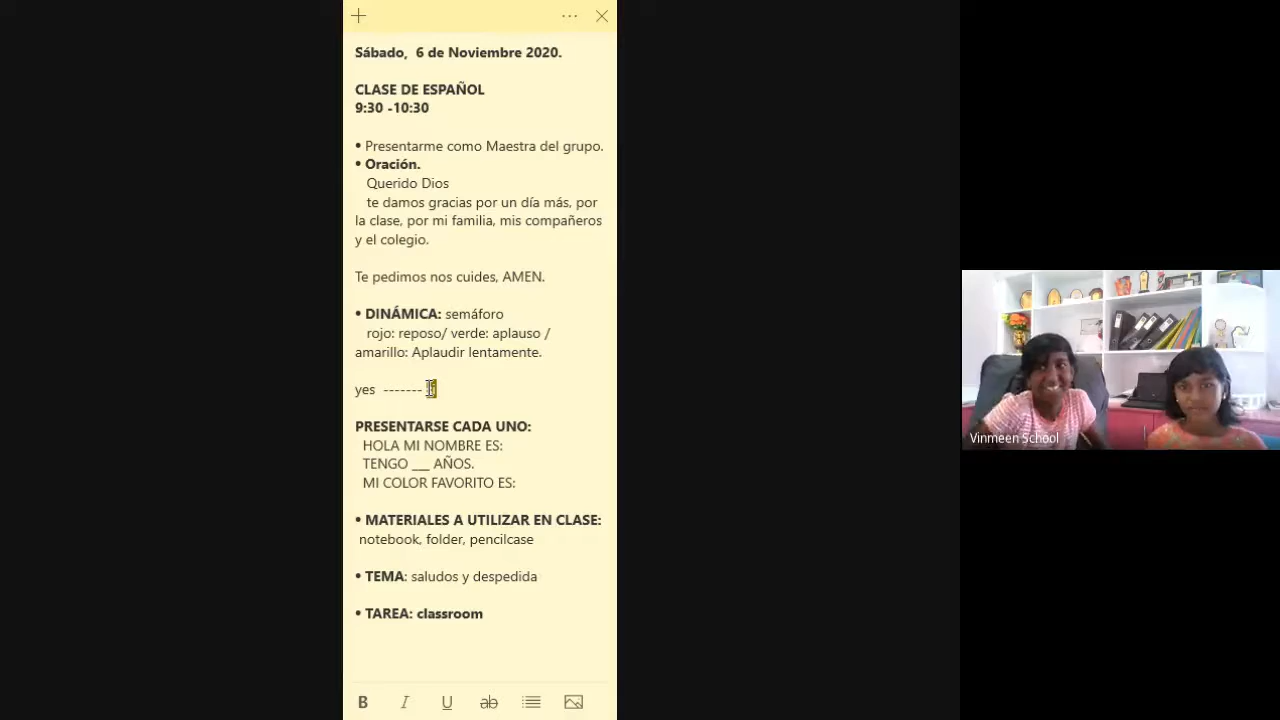 Sábado,  6 de Noviembre 2020.
CLASE DE ESPAÑOL
9:30 -10:30
• Presentarme como Maestra del grupo.
• Oración.
Querido Dios
te damos gracias por un día más, por
la clase, por mi familia, mis compañeros
y el colegio.
Te pedimos nos cuides, AMEN.
• DINÁMICA: semáforo
rojo: reposo/ verde: aplauso /
amarillo: Aplaudir lentamente.
yes  -------
PRESENTARSE CADA UNO:
HOLA MI NOMBRE ES:
TENGO ___ AÑOS.
MI COLOR FAVORITO ES:
• MATERIALES A UTILIZAR EN CLASE:
notebook, folder, pencilcase
• TEMA: saludos y despedida
• TAREA: classroom
B I U ab
Vinmeen School